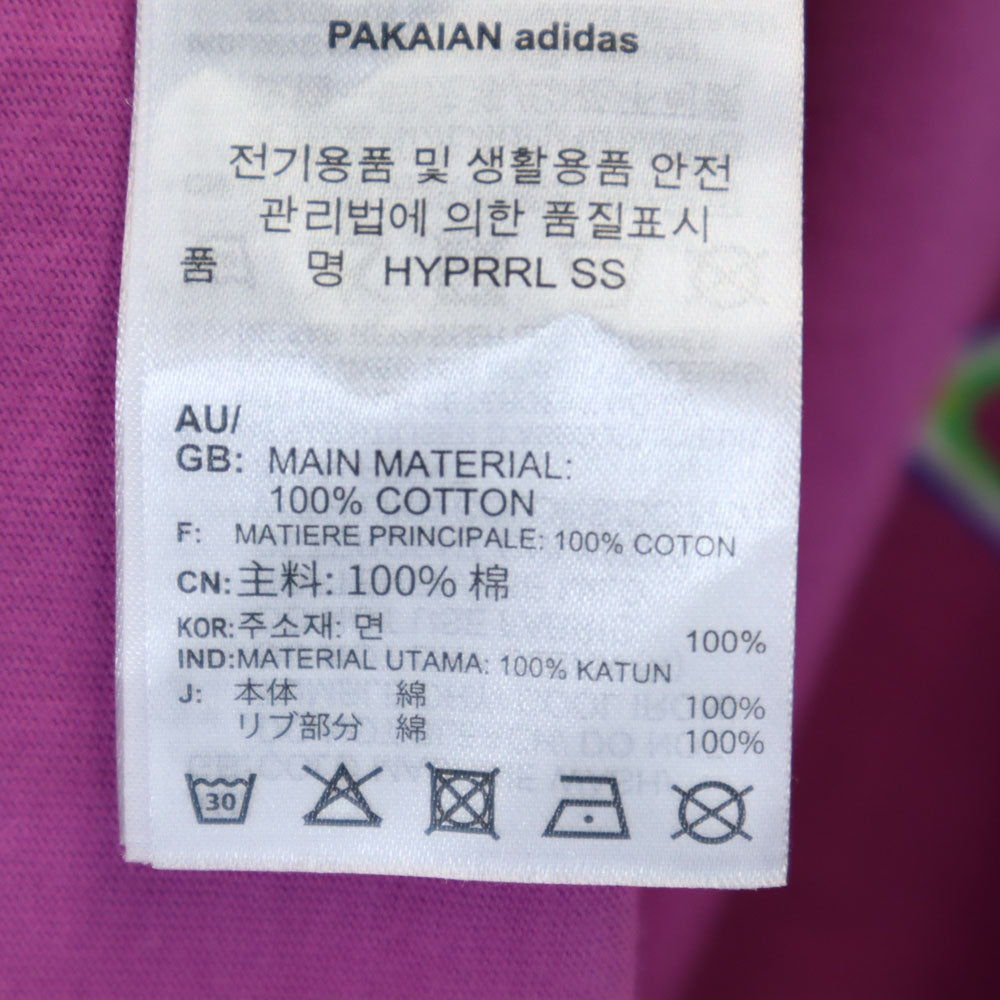 PAKAIAN adidas
전기용품 및 생활용품 안전
관리법에 의한 품질표시
품 명 HYPRRL SS
AU/
GB: MAIN MATERIAL:
100% COTTON
F: MATIERE PRINCIPALE: 100% COTON
CN: 主料: 100% 棉
KOR: 주소재: 면 100%
IND: MATERIAL UTAMA: 100% KATUN
J: 本体 綿 100%
リブ部分 綿 100%
30